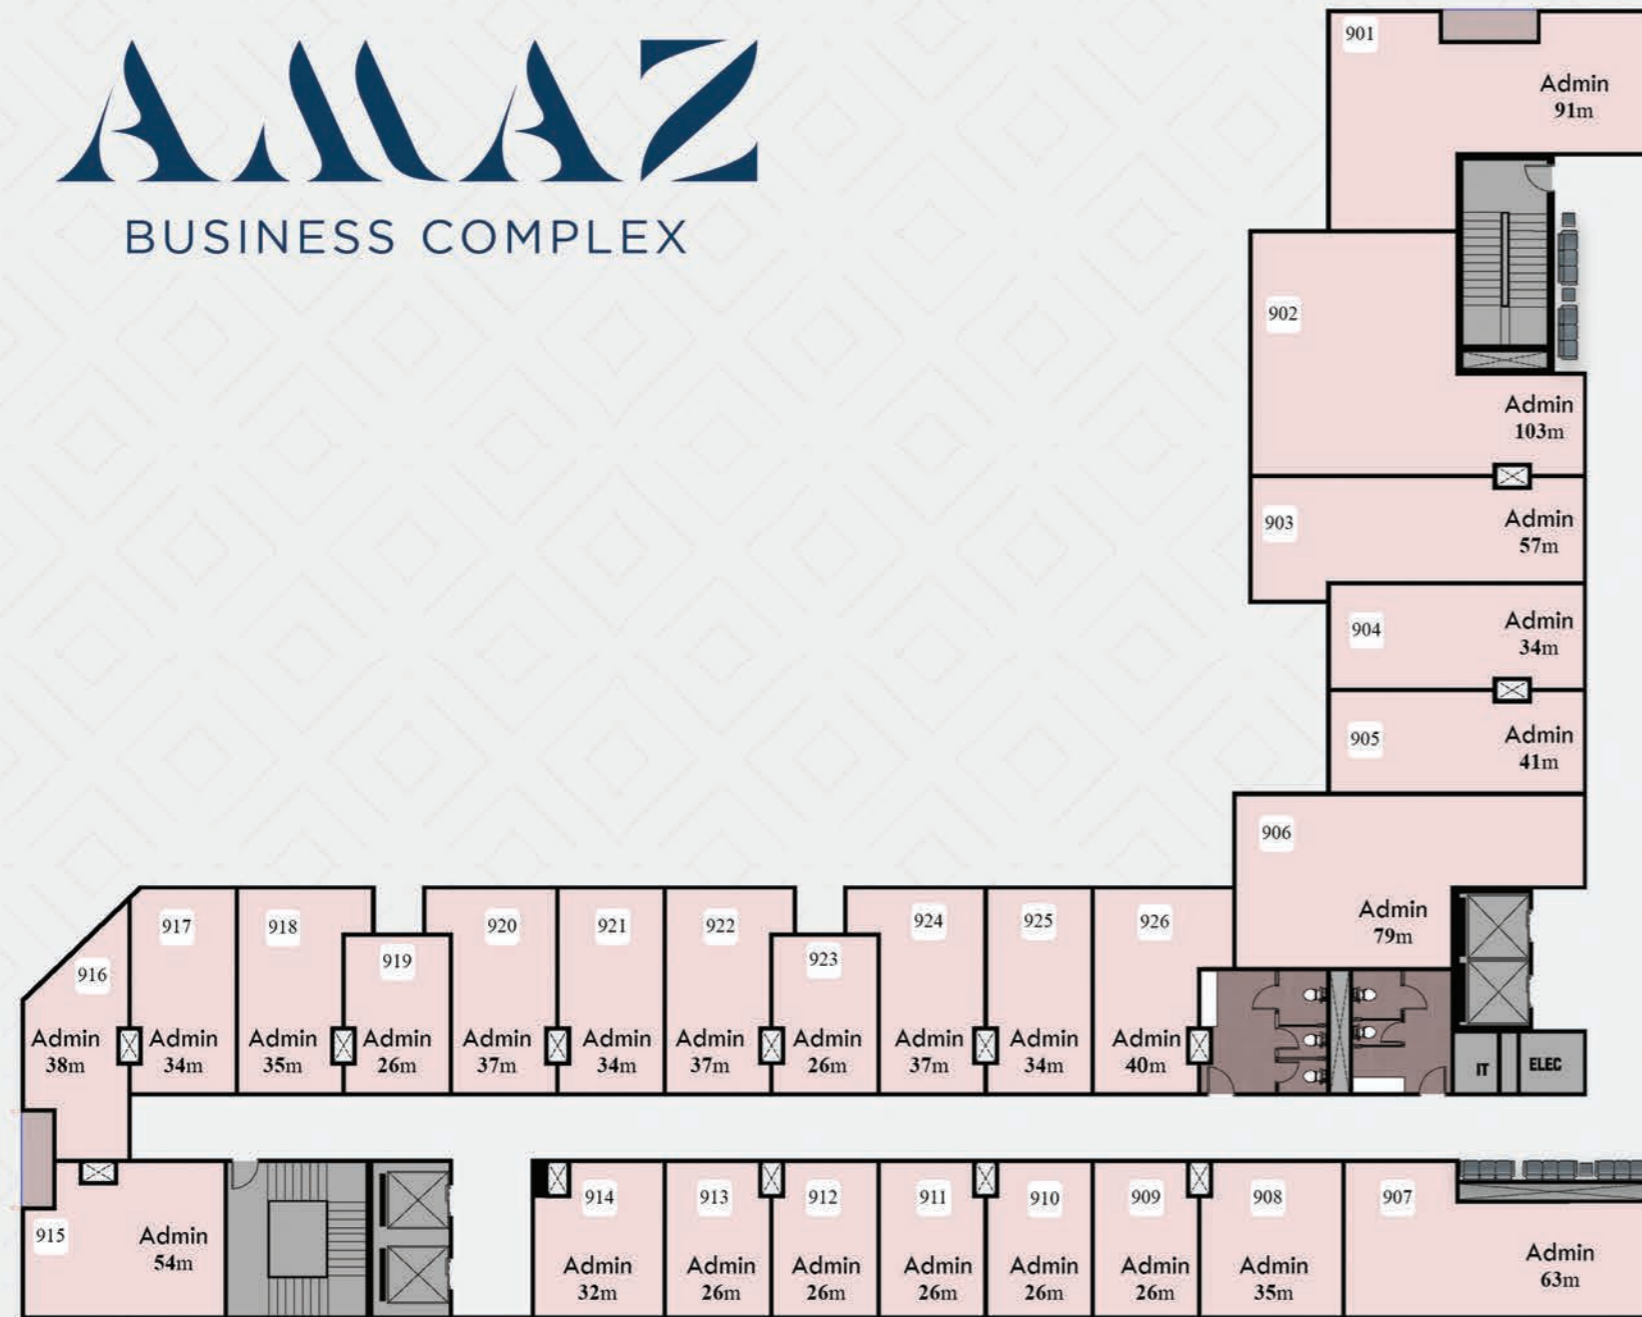 AMAZ
BUSINESS COMPLEX
901
Admin
91m
902
Admin
103m
903
Admin
57m
904
Admin
34m
905
Admin
41m
906
Admin
79m
916
Admin
38m
917
Admin
34m
918
Admin
35m
919
Admin
26m
920
Admin
37m
921
Admin
34m
922
Admin
37m
923
Admin
26m
924
Admin
37m
925
Admin
34m
926
Admin
40m
IT
ELEC
915
Admin
54m
914
Admin
32m
913
Admin
26m
912
Admin
26m
911
Admin
26m
910
Admin
26m
909
Admin
26m
908
Admin
35m
907
Admin
63m